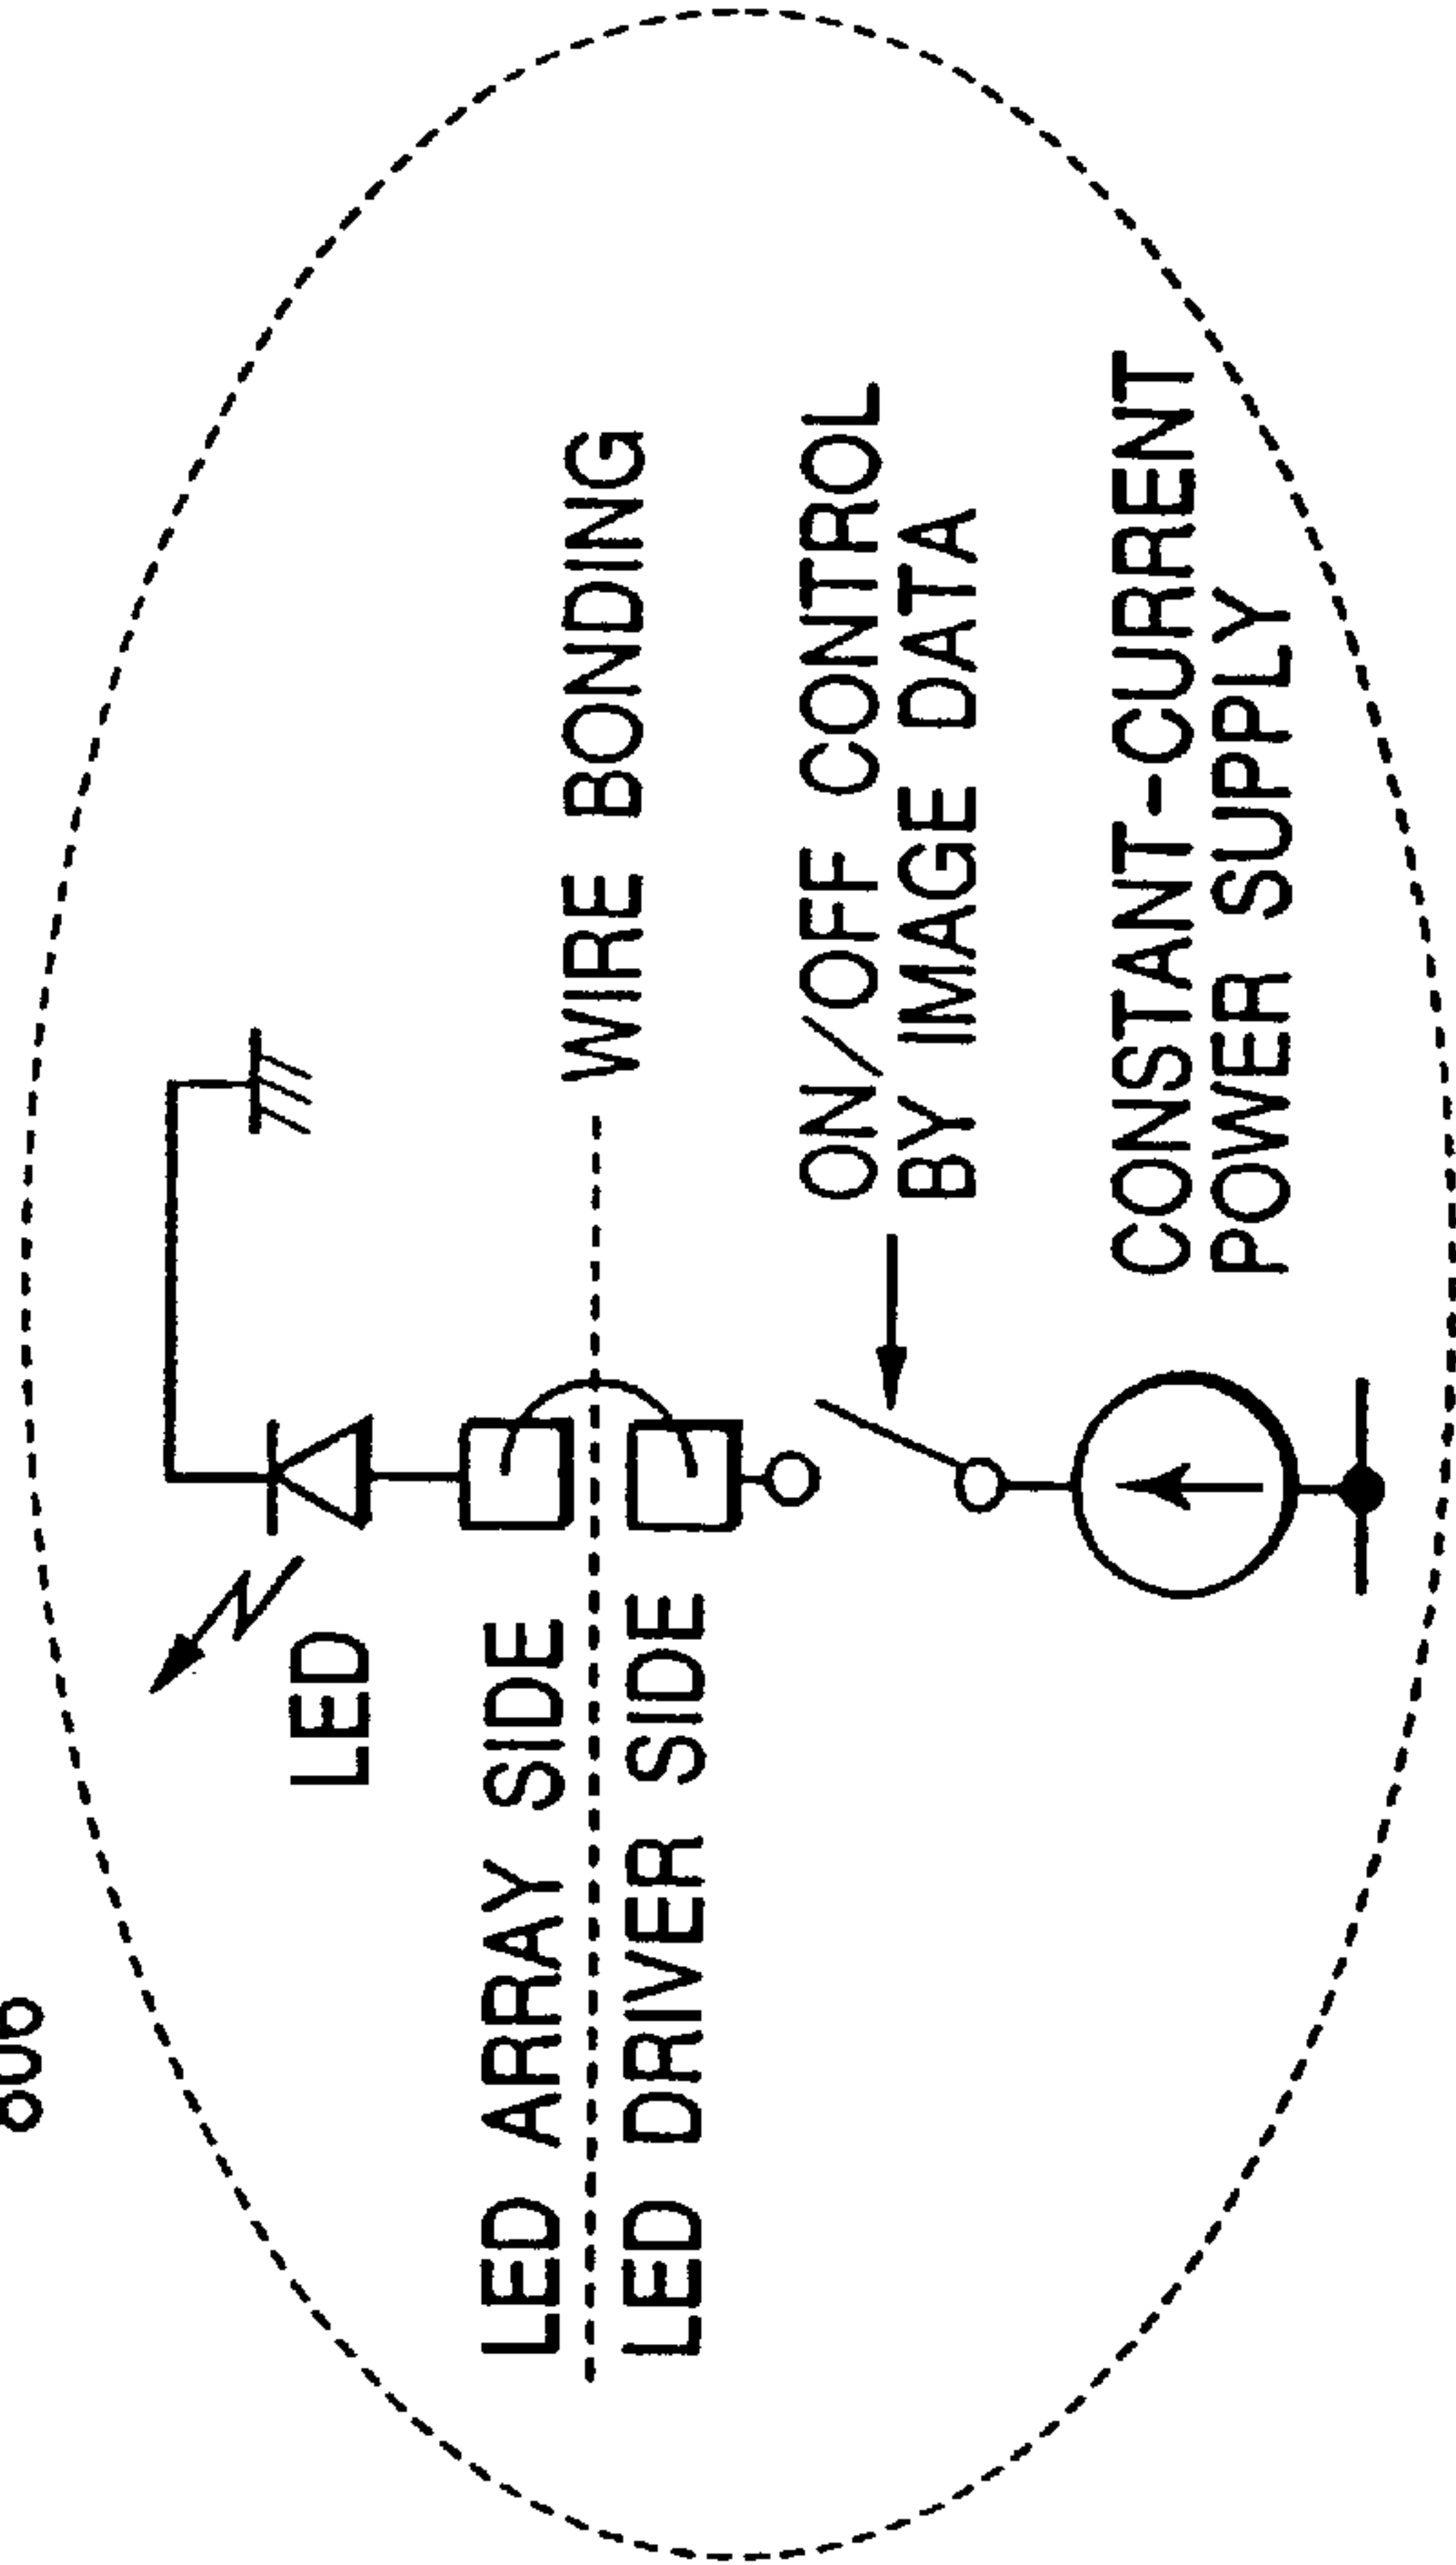 LED
LED ARRAY SIDE
WIRE BONDING
LED DRIVER SIDE
ON/OFF CONTROL
BY IMAGE DATA
CONSTANT-CURRENT
POWER SUPPLY